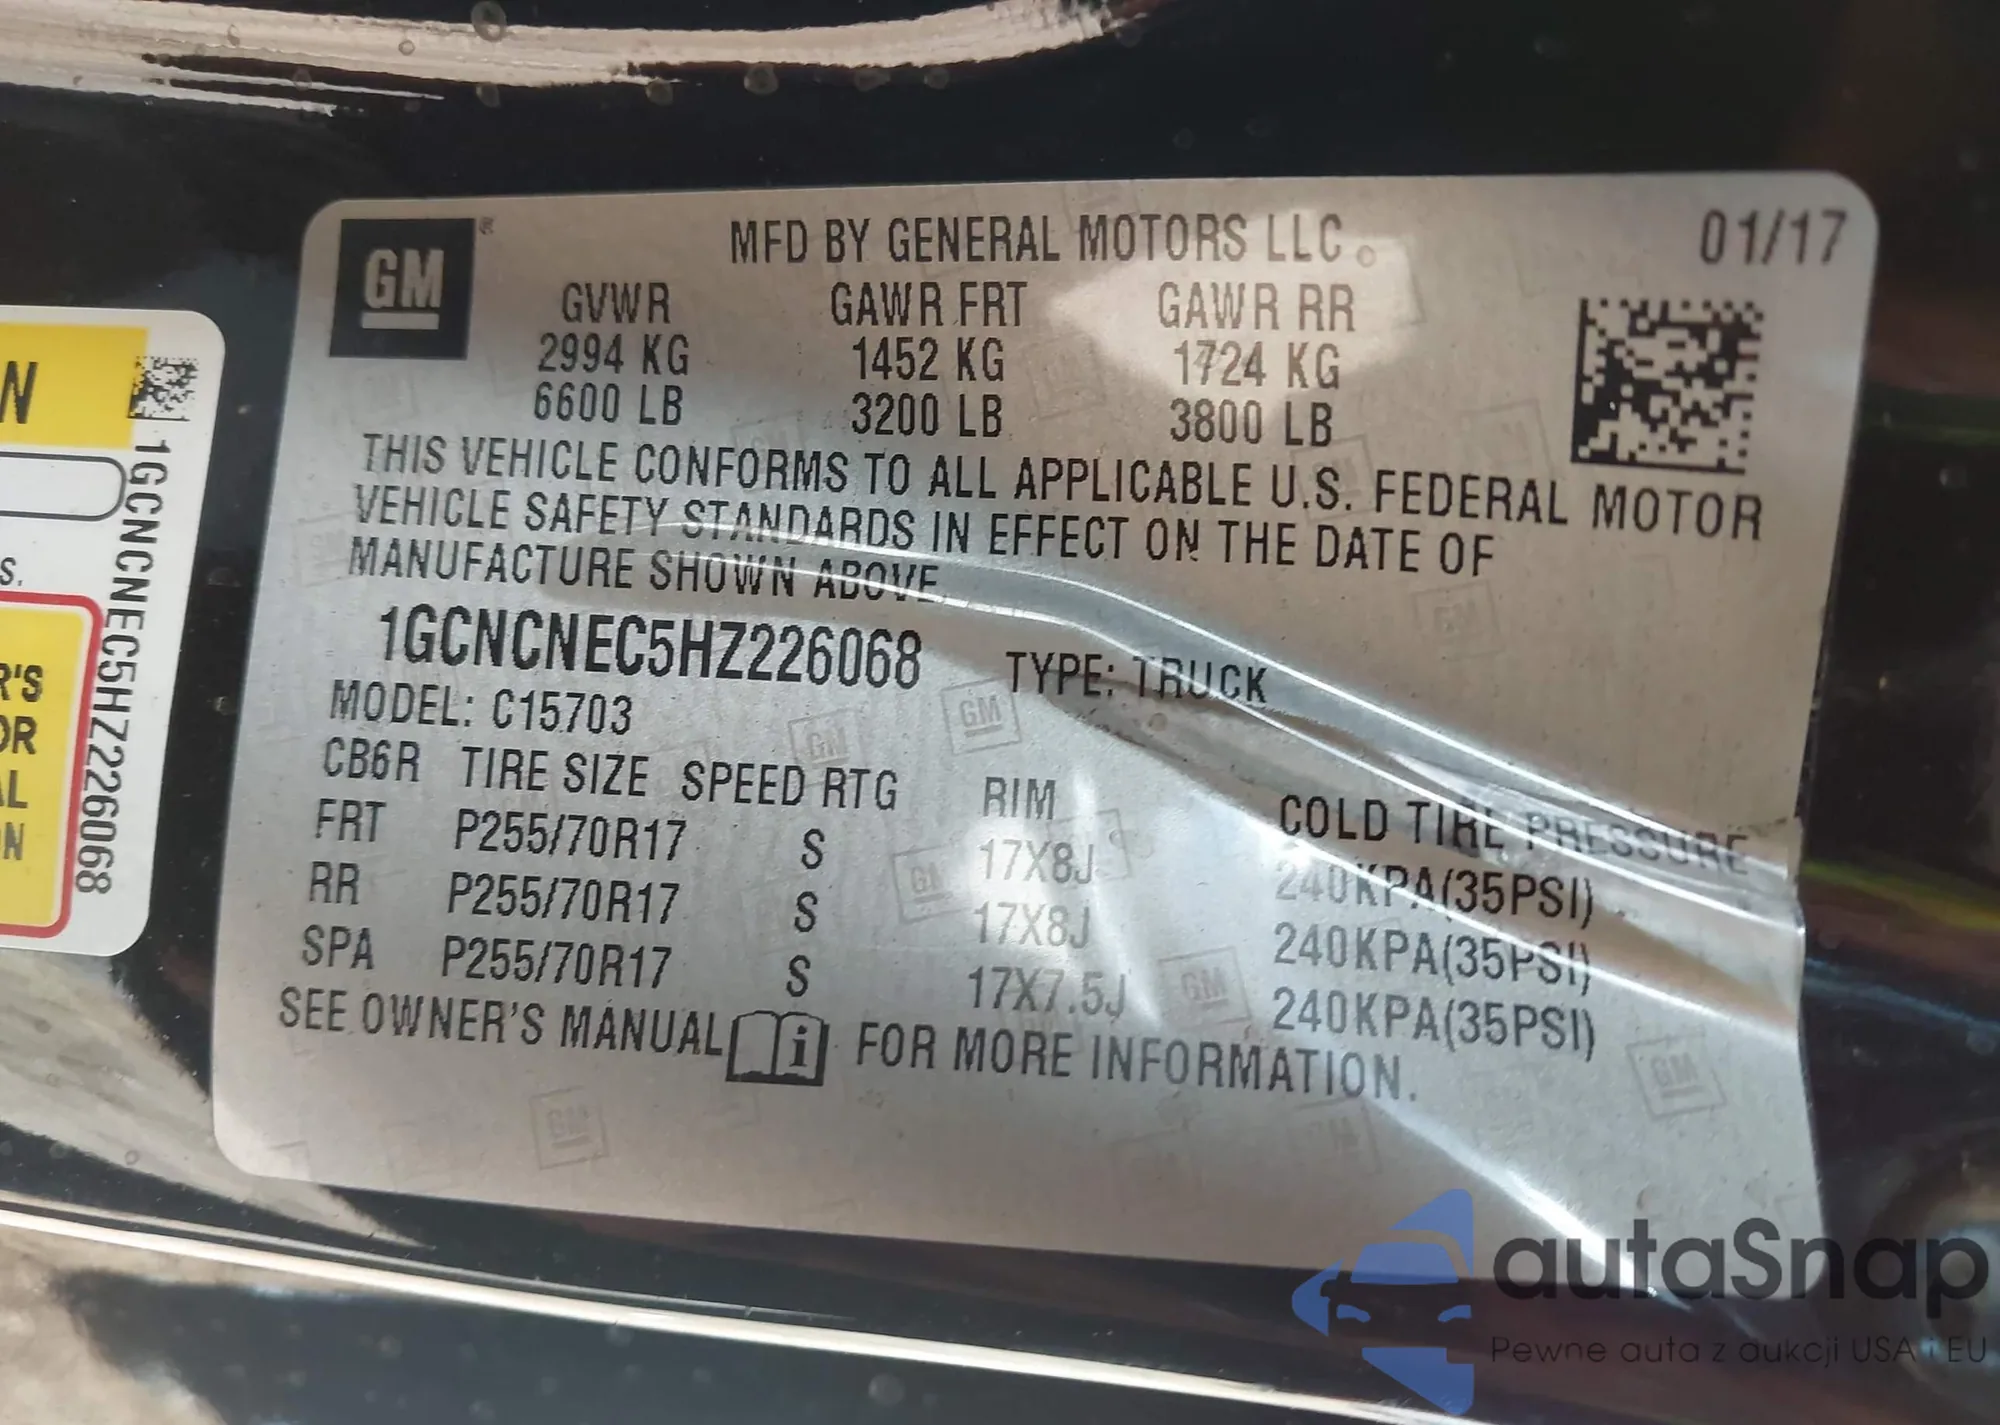 GM
MFD BY GENERAL MOTORS LLC
01/17
GVWR GAWR FRT GAWR RR
2994 KG 1452 KG 1724 KG
6600 LB 3200 LB 3800 LB
THIS VEHICLE CONFORMS TO ALL APPLICABLE U.S. FEDERAL MOTOR
VEHICLE SAFETY STANDARDS IN EFFECT ON THE DATE OF
MANUFACTURE SHOWN ABOVE.
1GCNCNEC5HZ226068 TYPE: TRUCK
MODEL: C15703
CB6R TIRE SIZE SPEED RTG RIM COLD TIRE PRESSURE
FRT P255/70R17 S 17X8J 240KPA(35PSI)
RR P255/70R17 S 17X8J 240KPA(35PSI)
SPA P255/70R17 S 17X7.5J 240KPA(35PSI)
SEE OWNER'S MANUAL FOR MORE INFORMATION.
1GCNCNEC5HZ226068
autaSnap
Pewne auta z aukcji USA i EU